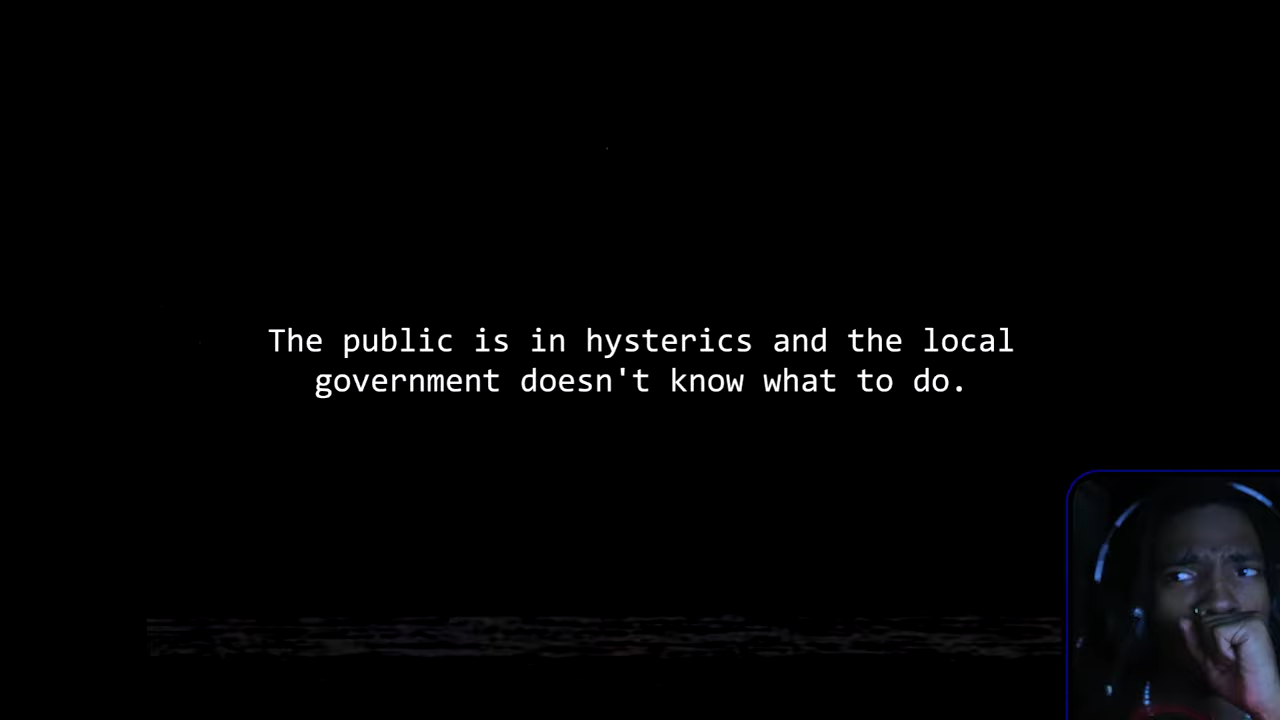 The public is in hysterics and the local
government doesn't know what to do.